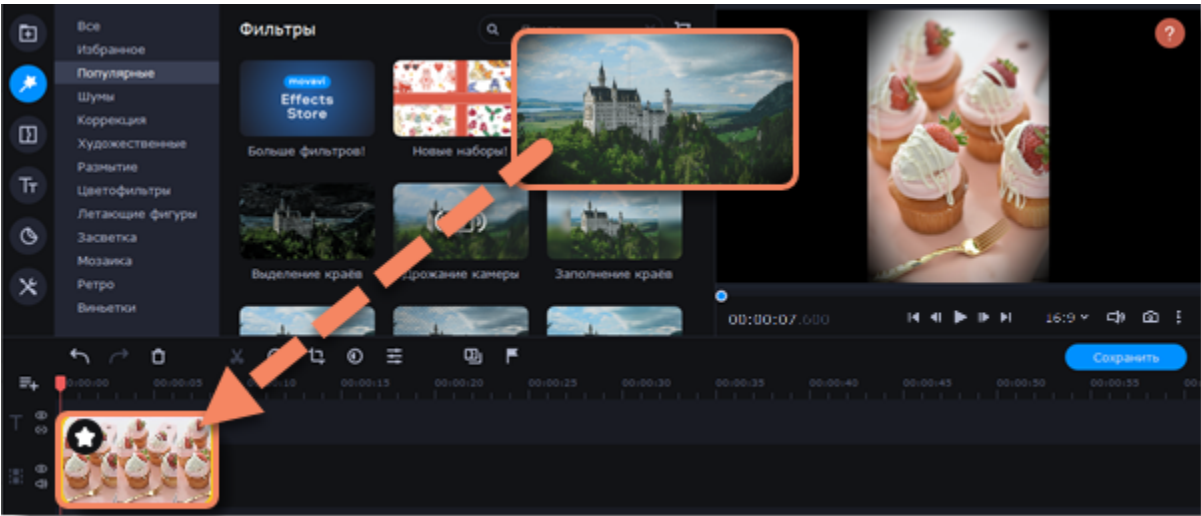 Все
Избранное
Популярные
Шумы
Коррекция
Художественные
Размытие
Цветофильтры
Летающие фигуры
Засветка
Мозаика
Ретро
Виньетки
Фильтры
movavi
Effects
Store
Больше фильтров!
Новые наборы!
Выделение краёв
Дрожание камеры
Заполнение краёв
?
00:00:07.600
16:9
Сохранить
00:00:00
00:00:05
:10
00:00:15
00:00:20
00:00:25
00:00:30
00:00:35
00:00:40
00:00:45
00:00:50
00:00:55